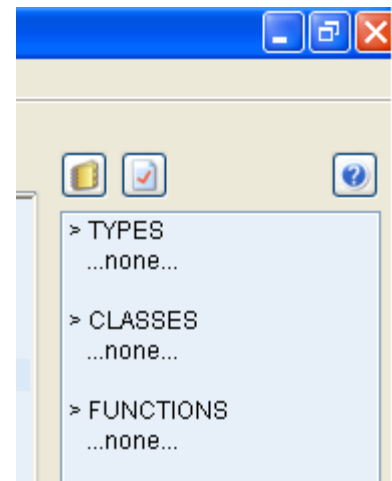 > TYPES
...none...
> CLASSES
...none...
> FUNCTIONS
...none...